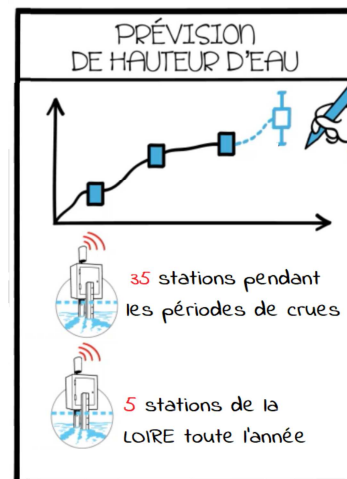 PRÉVISION
DE HAUTEUR D'EAU
35 stations pendant
les périodes de crues
5 stations de la
LOIRE toute l'année